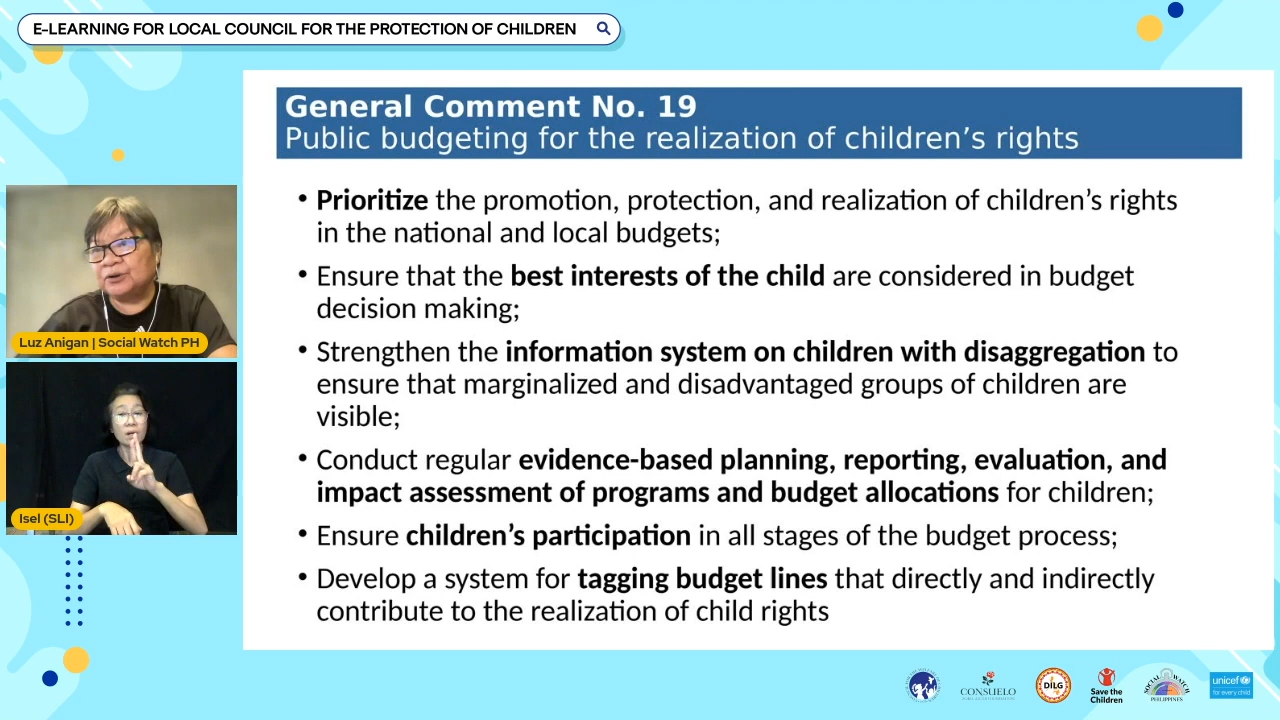 E-LEARNING FOR LOCAL COUNCIL FOR THE PROTECTION OF CHILDREN
General Comment No. 19
Public budgeting for the realization of children's rights
• Prioritize the promotion, protection, and realization of children's rights
in the national and local budgets;
• Ensure that the best interests of the child are considered in budget
decision making;
• Strengthen the information system on children with disaggregation to
ensure that marginalized and disadvantaged groups of children are
visible;
• Conduct regular evidence-based planning, reporting, evaluation, and
impact assessment of programs and budget allocations for children;
• Ensure children's participation in all stages of the budget process;
• Develop a system for tagging budget lines that directly and indirectly
contribute to the realization of child rights
Luz Anigan | Social Watch PH
Isel (SLI)
CONSUELO
DILG
Save the
Children
SOCIAL WATCH
PHILIPPINES
unicef
for every child